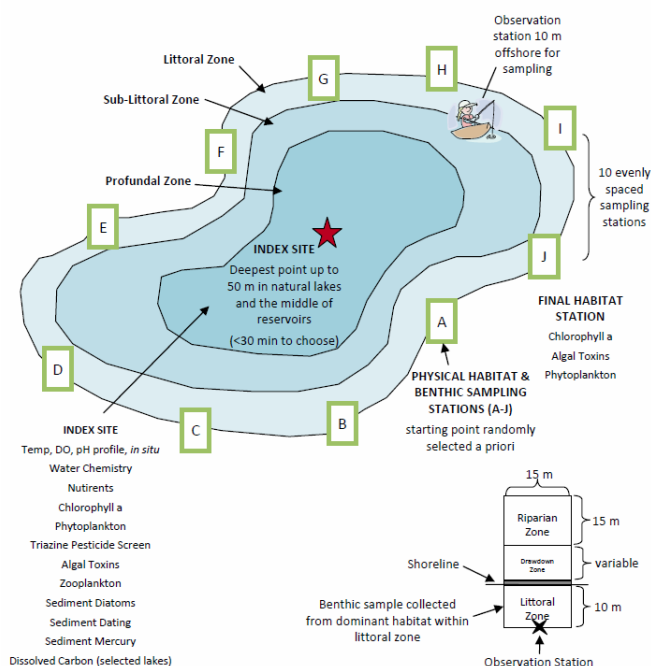 Observation
station 10 m
offshore for
sampling
Littoral Zone
H
G
Sub-Littoral Zone
I
F
Profundal Zone
10 evenly
spaced
sampling
stations
E
INDEX SITE
Deepest point up to
50 m in natural lakes
and the middle of
reservoirs
(<30 min to choose)
J
FINAL HABITAT
STATION
Chlorophyll a
Algal Toxins
Phytoplankton
A
D
PHYSICAL HABITAT &
BENTHIC SAMPLING
STATIONS (A-J)
starting point randomly
selected a priori
C
B
INDEX SITE
Temp, DO, pH profile, in situ
Water Chemistry
Nutirents
Chlorophyll a
Phytoplankton
Triazine Pesticide Screen
Algal Toxins
Zooplankton
Sediment Diatoms
Sediment Dating
Sediment Mercury
Dissolved Carbon (selected lakes)
15 m
Riparian
Zone
15 m
Drawdown
Zone
variable
Shoreline
Benthic sample collected
from dominant habitat within
littoral zone
Littoral
Zone
10 m
Observation Station